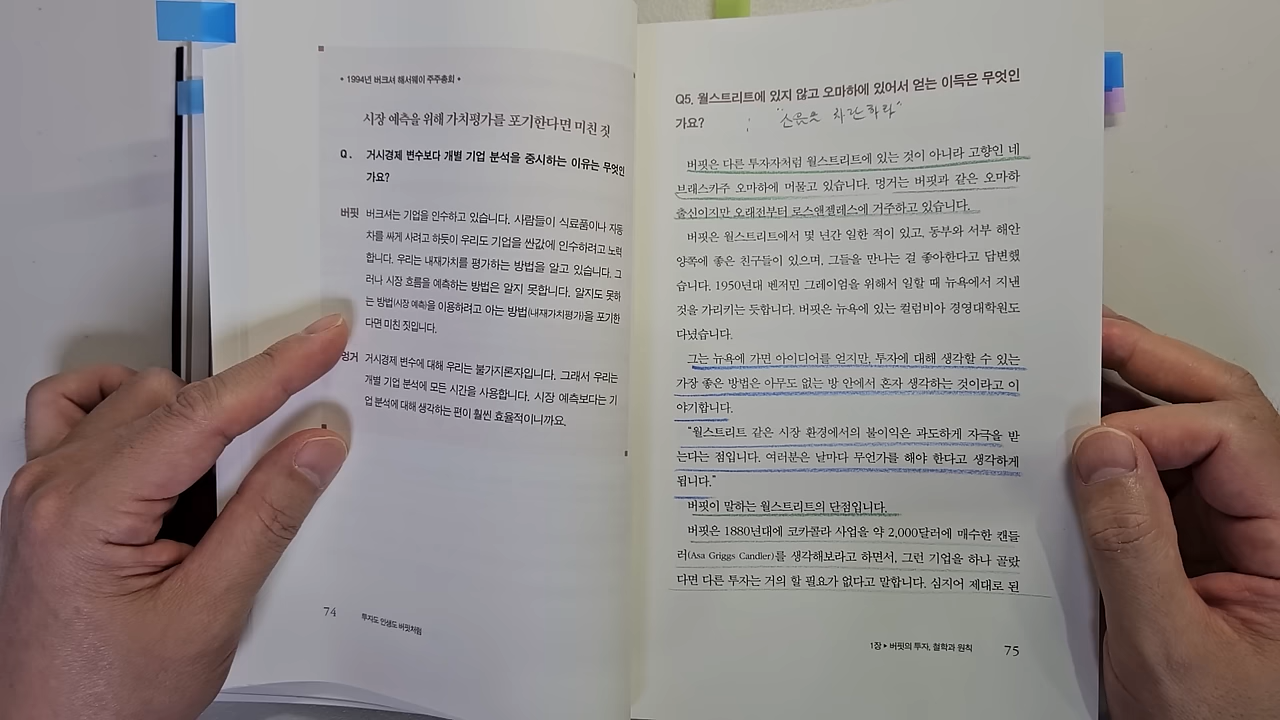 • 1994년 버크셔 해서웨이 주주총회 •
시장 예측을 위해 가치평가를 포기한다면 미친 짓
Q. 거시경제 변수보다 개별 기업 분석을 중시하는 이유는 무엇인
가요?
버핏 버크셔는 기업을 인수하고 있습니다. 사람들이 식료품이나 자동
차를 싸게 사려고 하듯이 우리도 기업을 싼값에 인수하려고 노력
합니다. 우리는 내재가치를 평가하는 방법을 알고 있습니다. 그
러나 시장 흐름을 예측하는 방법은 알지 못합니다. 알지도 못하
는 방법(시장 예측)을 이용하려고 아는 방법(내재가치평가)을 포기한
다면 미친 짓입니다.
멍거 거시경제 변수에 대해 우리는 불가지론자입니다. 그래서 우리는
개별 기업 분석에 모든 시간을 사용합니다. 시장 예측보다는 기
업 분석에 대해 생각하는 편이 훨씬 효율적이니까요.
74 투자도 인생도 버핏처럼
Q5. 월스트리트에 있지 않고 오마하에 있어서 얻는 이득은 무엇인
가요? : "소음을 차단하라"
버핏은 다른 투자자처럼 월스트리트에 있는 것이 아니라 고향인 네
브래스카주 오마하에 머물고 있습니다. 멍거는 버핏과 같은 오마하
출신이지만 오래전부터 로스앤젤레스에 거주하고 있습니다.
버핏은 월스트리트에서 몇 년간 일한 적이 있고, 동부와 서부 해안
양쪽에 좋은 친구들이 있으며, 그들을 만나는 걸 좋아한다고 답변했
습니다. 1950년대 벤저민 그레이엄을 위해서 일할 때 뉴욕에서 지낸
것을 가리키는 듯합니다. 버핏은 뉴욕에 있는 컬럼비아 경영대학원도
다녔습니다.
그는 뉴욕에 가면 아이디어를 얻지만, 투자에 대해 생각할 수 있는
가장 좋은 방법은 아무도 없는 방 안에서 혼자 생각하는 것이라고 이
야기합니다.
"월스트리트 같은 시장 환경에서의 불이익은 과도하게 자극을 받
는다는 점입니다. 여러분은 날마다 무언가를 해야 한다고 생각하게
됩니다."
버핏이 말하는 월스트리트의 단점입니다.
버핏은 1880년대에 코카콜라 사업을 약 2,000달러에 매수한 캔들
러(Asa Griggs Candler)를 생각해보라고 하면서, 그런 기업을 하나 골랐
다면 다른 투자는 거의 할 필요가 없다고 말합니다. 심지어 제대로 된
1장 ▸ 버핏의 투자, 철학과 원칙 75